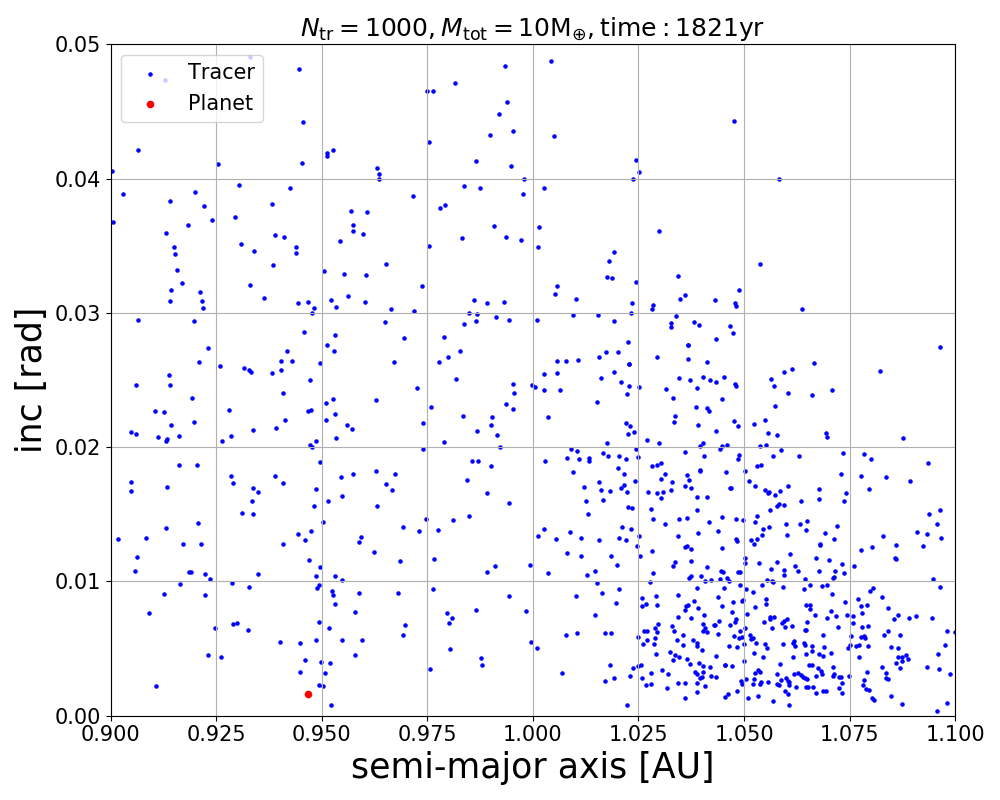 N_tr = 1000, M_tot = 10M_⊕, time : 1821yr
0.05
Tracer
Planet
0.04
0.03
inc [rad]
0.02
0.01
0.00
0.900 0.925 0.950 0.975 1.000 1.025 1.050 1.075 1.100
semi-major axis [AU]